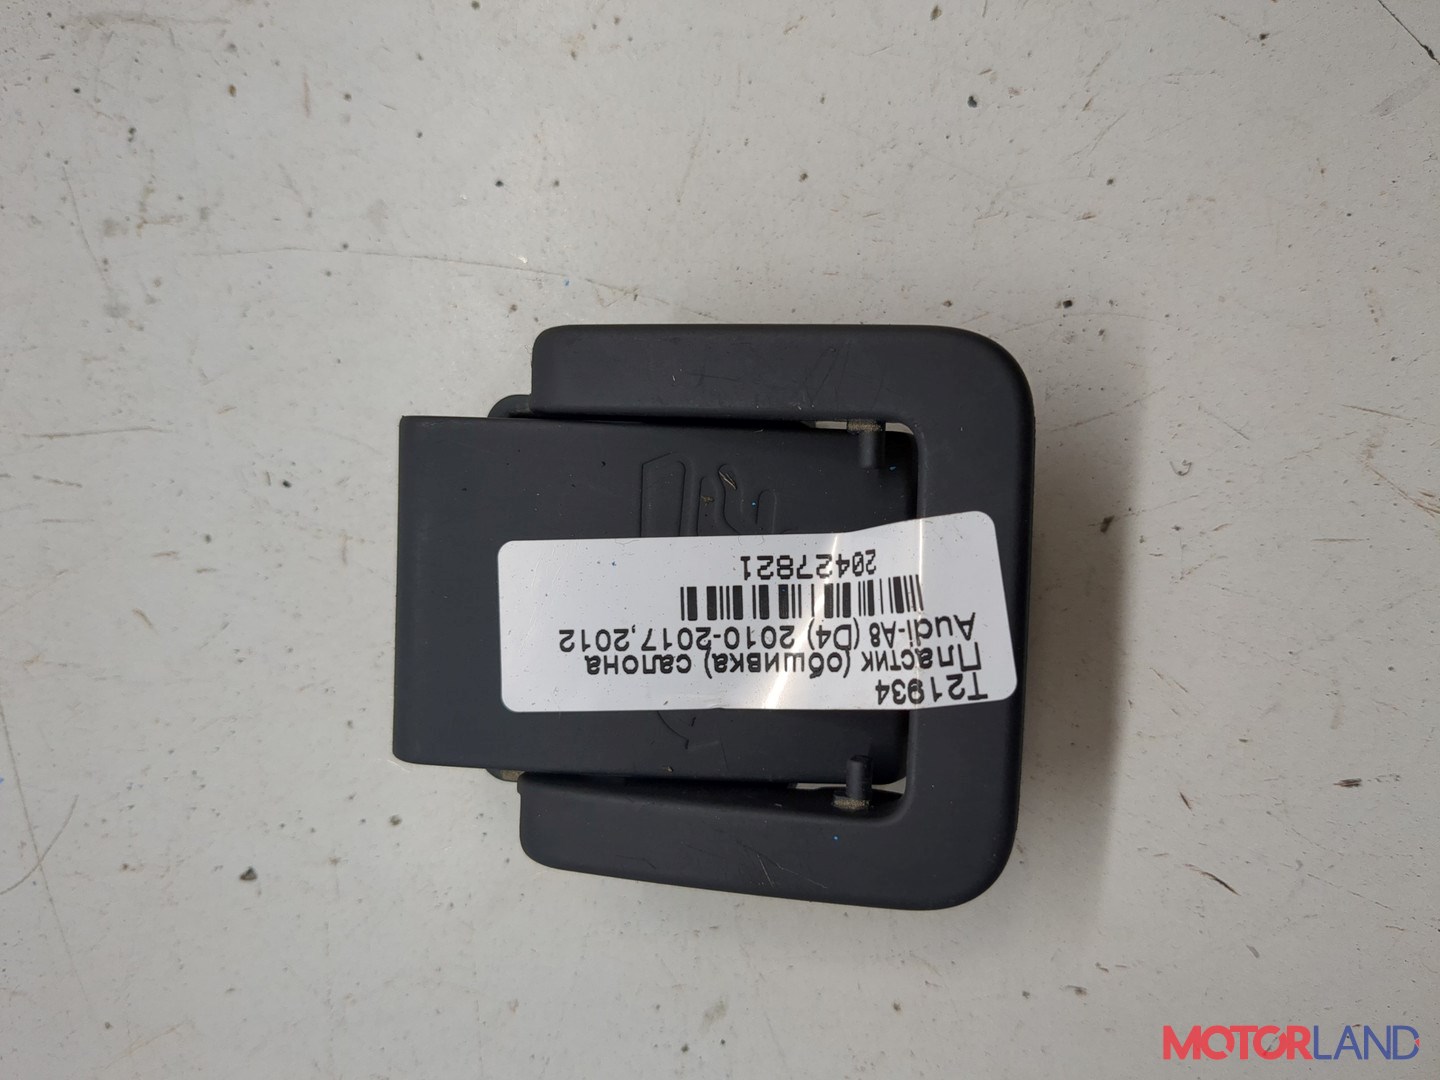 T21934
Пластик (обшивка) салона
Audi-A8 (D4) 2010-2017,2012
20427821
MOTORLAND